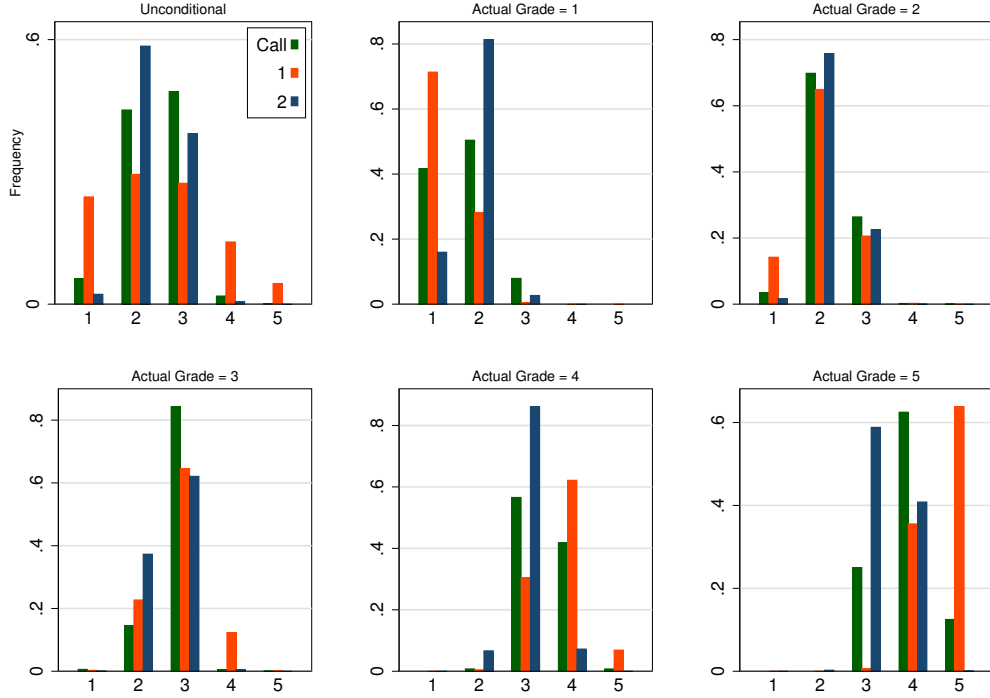 Unconditional
Frequency
.6
0
Call
1
2
1 2 3 4 5
Actual Grade = 1
.8
.6
.4
.2
0
1 2 3 4 5
Actual Grade = 2
.8
.6
.4
.2
0
1 2 3 4 5
Actual Grade = 3
.8
.6
.4
.2
0
1 2 3 4 5
Actual Grade = 4
.8
.6
.4
.2
0
1 2 3 4 5
Actual Grade = 5
.6
.4
.2
0
1 2 3 4 5